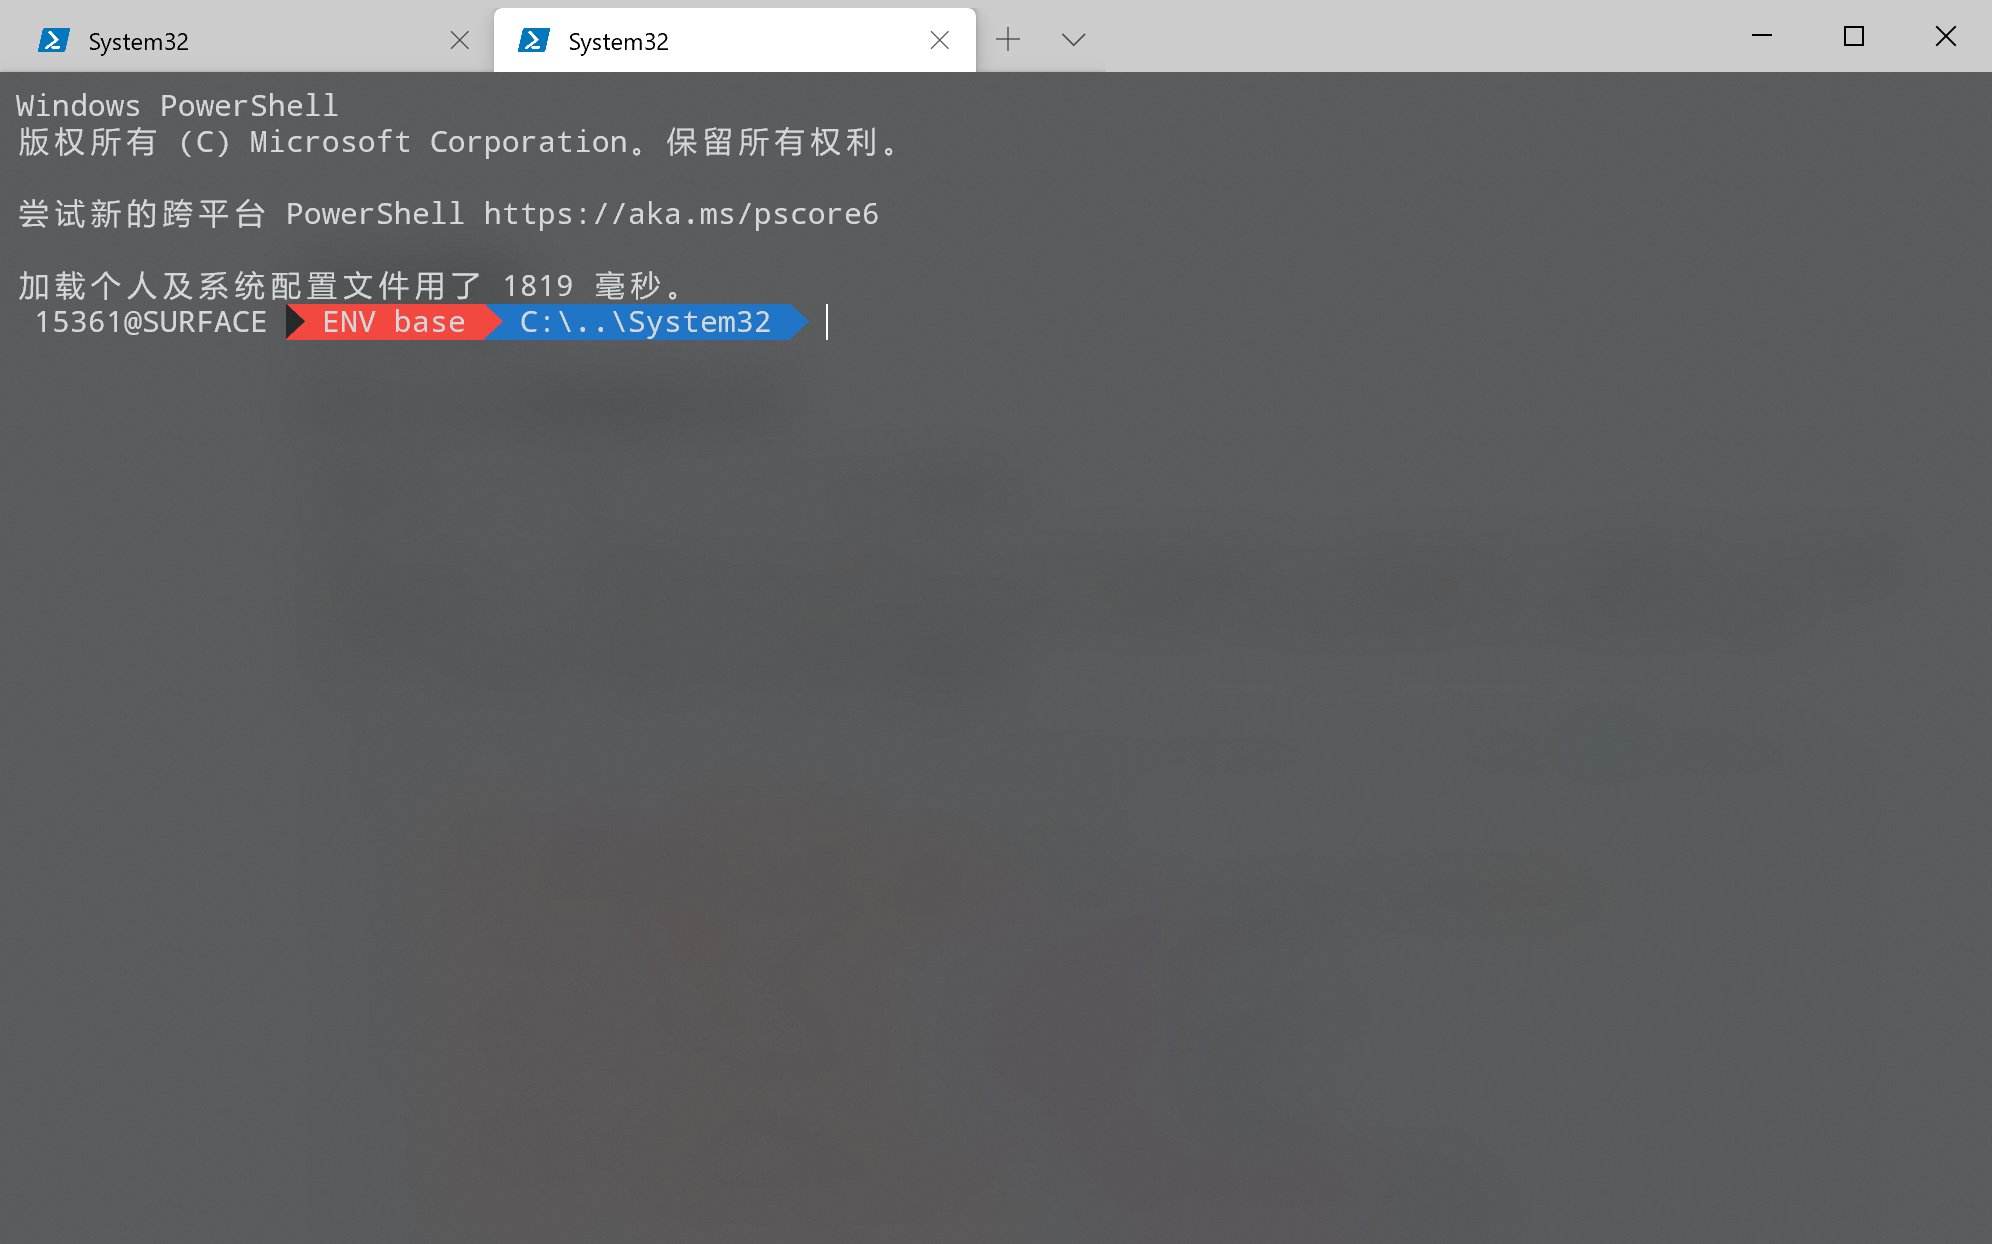 System32
System32
Windows PowerShell
版权所有 (C) Microsoft Corporation。保留所有权利。
尝试新的跨平台 PowerShell https://aka.ms/pscore6
加载个人及系统配置文件用了 1819 毫秒。
15361@SURFACE ENV base C:\..\System32